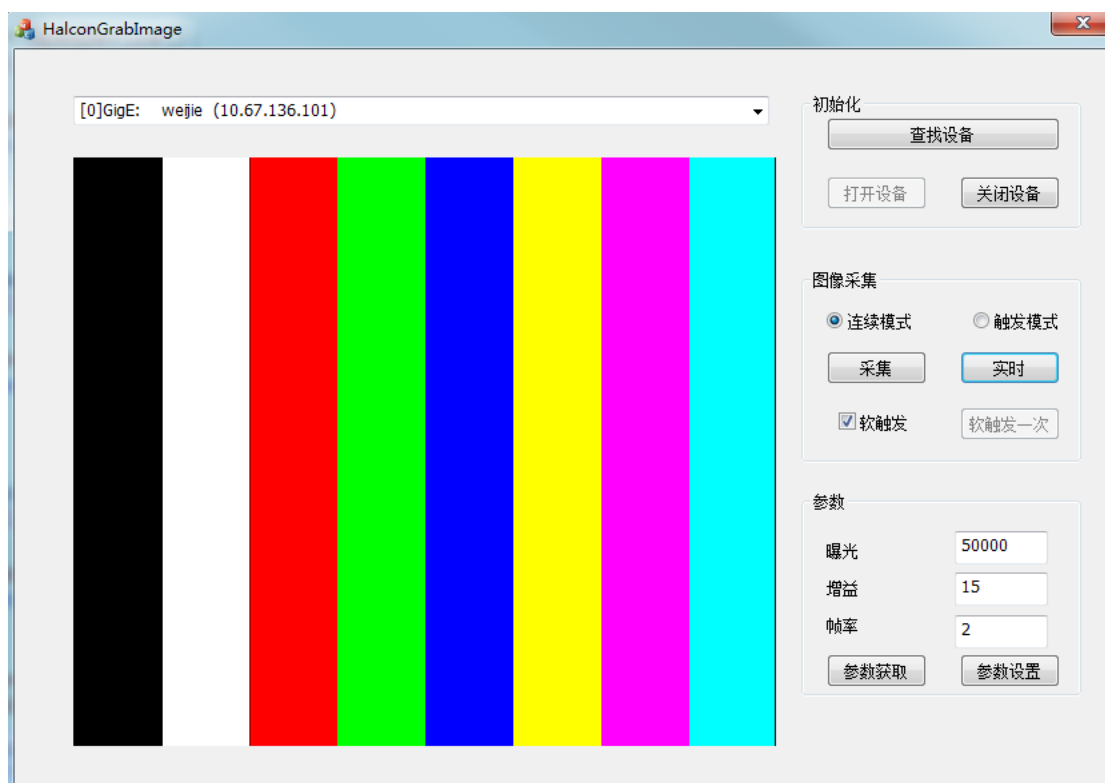 HalconGrabImage
[0]GigE: weijie (10.67.136.101)
初始化
查找设备
打开设备 关闭设备
图像采集
连续模式 触发模式
采集 实时
软触发 软触发一次
参数
曝光 50000
增益 15
帧率 2
参数获取 参数设置